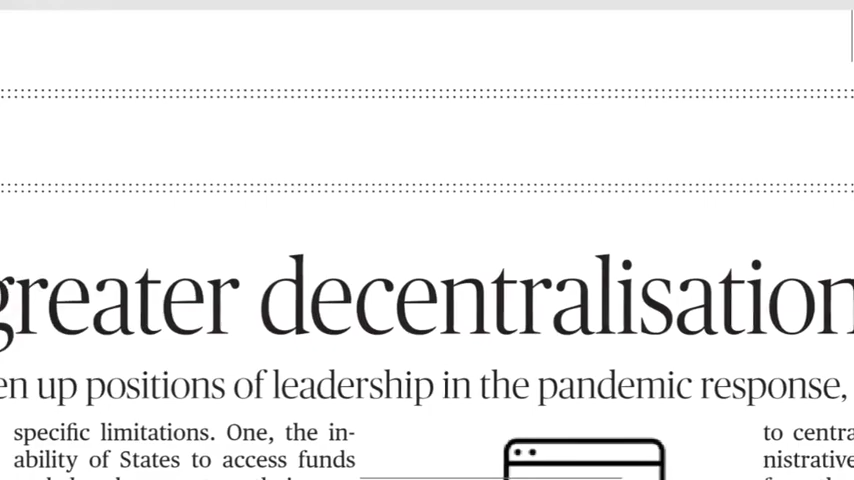 greater decentralisation
en up positions of leadership in the pandemic response,
specific limitations. One, the in-
ability of States to access funds
to centra
nistrative